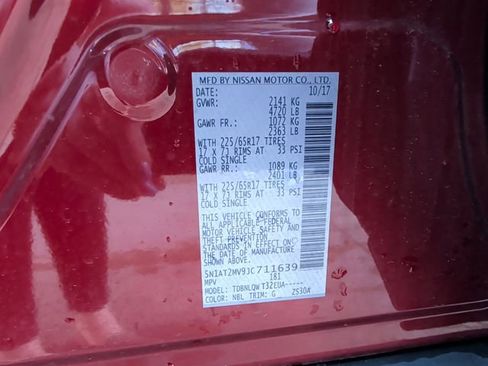 MFD BY NISSAN MOTOR CO., LTD.
DATE: 10/17
GVWR: 2141 KG
4720 LB
GAWR FR.: 1072 KG
2363 LB
WITH 225/65R17 TIRES
17 X 7J RIMS AT 33 PSI
COLD SINGLE
GAWR RR.: 1089 KG
2401 LB
WITH 225/65R17 TIRES
17 X 7J RIMS AT 33 PSI
COLD SINGLE
THIS VEHICLE CONFORMS TO
ALL APPLICABLE FEDERAL
MOTOR VEHICLE SAFETY AND
THEFT PREVENTION
STANDARDS IN EFFECT ON
THE DATE OF MANUFACTURE
SHOWN ABOVE.
5N1AT2MV9JC711639
MPV 181
MODEL: TDBNLQWT32EUA-----
COLOR: NBL TRIM: G 2S30A